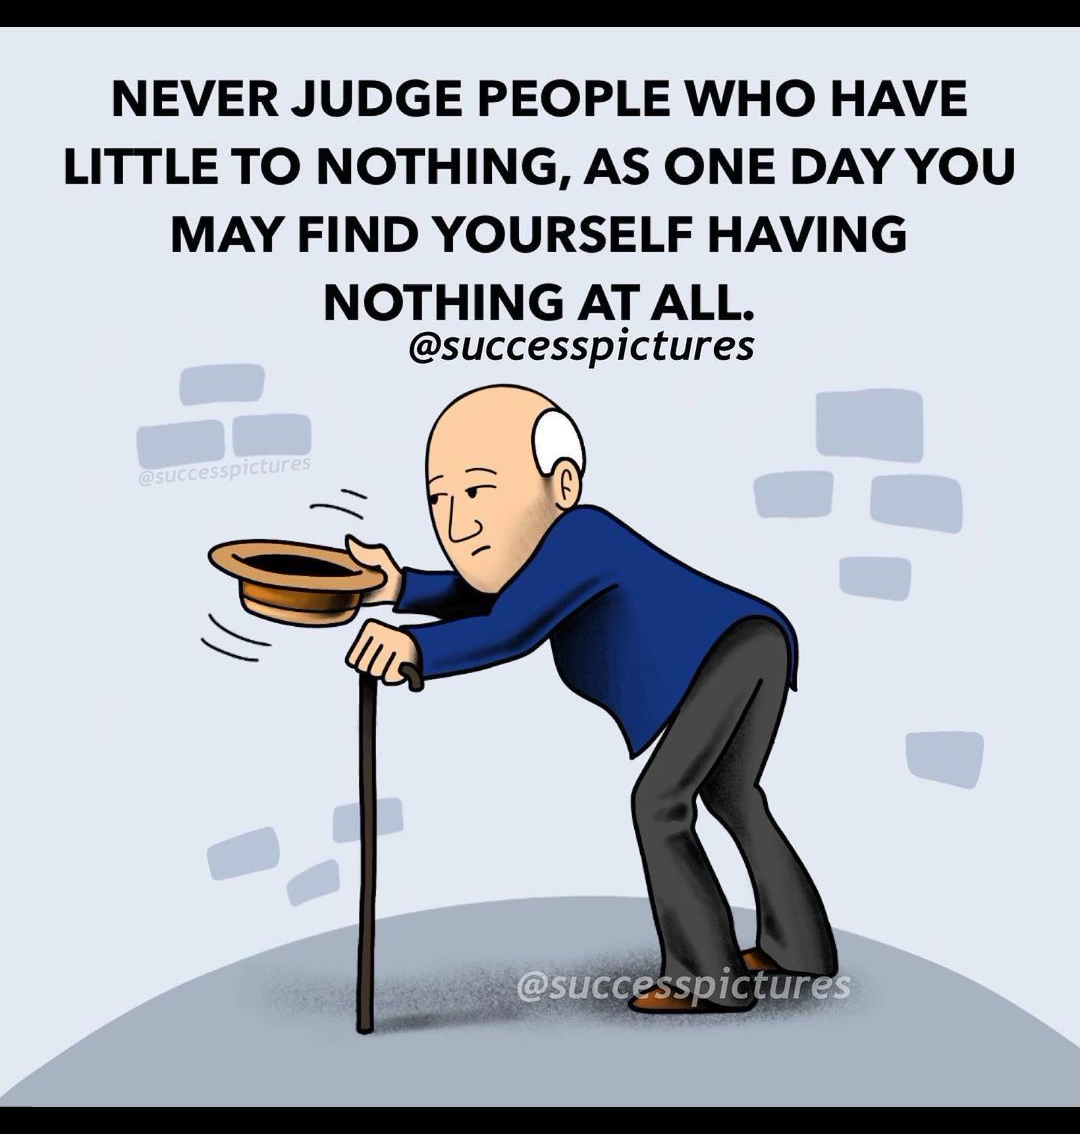 NEVER JUDGE PEOPLE WHO HAVE
LITTLE TO NOTHING, AS ONE DAY YOU
MAY FIND YOURSELF HAVING
NOTHING AT ALL.
@successpictures
@successpictures
@successpictures